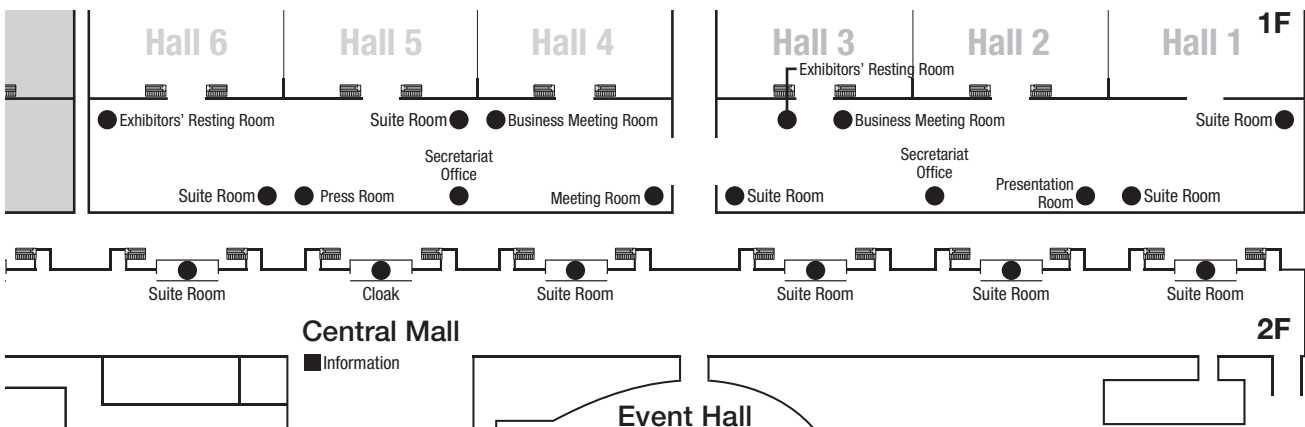 Hall 6
Hall 5
Hall 4
Hall 3
Hall 2
Hall 1
1F
Exhibitors' Resting Room
Exhibitors' Resting Room
Suite Room
Business Meeting Room
Business Meeting Room
Suite Room
Secretariat
Office
Secretariat
Office
Suite Room
Press Room
Meeting Room
Suite Room
Presentation
Room
Suite Room
Suite Room
Cloak
Suite Room
Suite Room
Suite Room
Suite Room
Central Mall
2F
Information
Event Hall